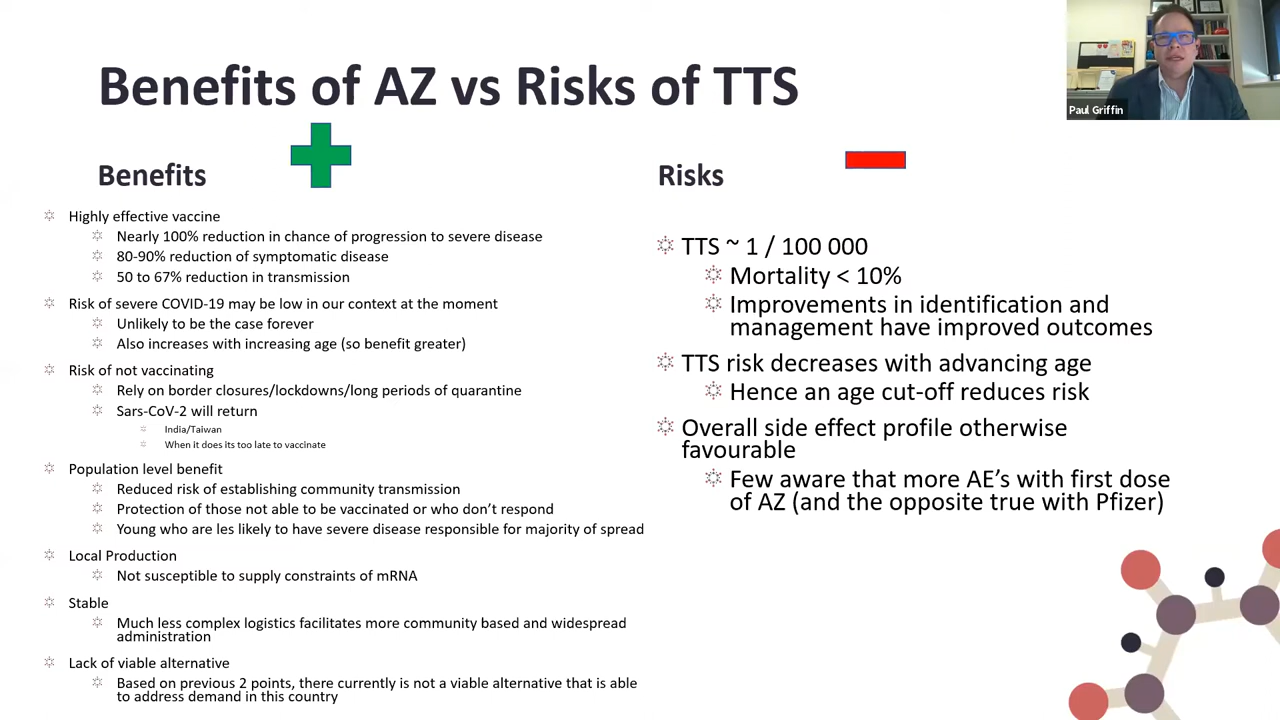 Benefits of AZ vs Risks of TTS
Paul Griffin
Benefits
Highly effective vaccine
Nearly 100% reduction in chance of progression to severe disease
80-90% reduction of symptomatic disease
50 to 67% reduction in transmission
Risk of severe COVID-19 may be low in our context at the moment
Unlikely to be the case forever
Also increases with increasing age (so benefit greater)
Risk of not vaccinating
Rely on border closures/lockdowns/long periods of quarantine
Sars-CoV-2 will return
India/Taiwan
When it does its too late to vaccinate
Population level benefit
Reduced risk of establishing community transmission
Protection of those not able to be vaccinated or who don’t respond
Young who are les likely to have severe disease responsible for majority of spread
Local Production
Not susceptible to supply constraints of mRNA
Stable
Much less complex logistics facilitates more community based and widespread
administration
Lack of viable alternative
Based on previous 2 points, there currently is not a viable alternative that is able
to address demand in this country
Risks
TTS ~ 1 / 100 000
Mortality < 10%
Improvements in identification and
management have improved outcomes
TTS risk decreases with advancing age
Hence an age cut-off reduces risk
Overall side effect profile otherwise
favourable
Few aware that more AE’s with first dose
of AZ (and the opposite true with Pfizer)